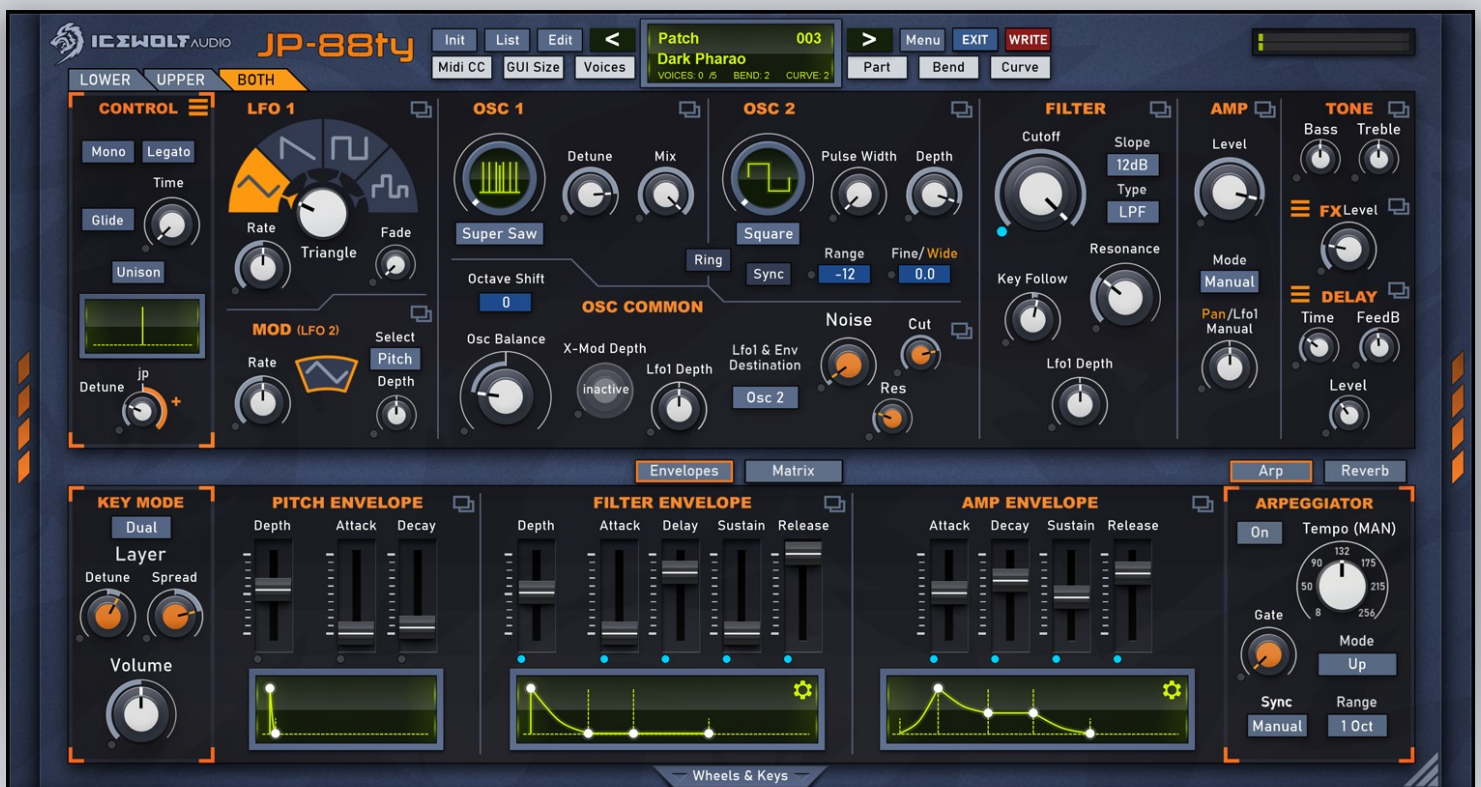 ICEWOLF AUDIO JP-88ty
Init List Edit < Patch 003 > Menu EXIT WRITE
Dark Pharao
Midi CC GUI Size Voices VOICES: 0 /5 BEND: 2 CURVE: 2 Part Bend Curve
LOWER UPPER BOTH
CONTROL LFO 1 OSC 1 OSC 2 FILTER AMP TONE
Mono Legato
Time
Glide
Unison
Detune jp +
Rate
Triangle
Fade
MOD (LFO 2)
Rate
Select
Pitch
Depth
Detune Mix
Super Saw
Pulse Width Depth
Square
Ring
Sync
Range
-12
Fine/Wide
0.0
Octave Shift
0
OSC COMMON
Osc Balance
X-Mod Depth
inactive
Lfo1 Depth
Lfo1 & Env
Destination
Osc 2
Noise
Cut
Res
Cutoff
Slope
12dB
Type
LPF
Resonance
Key Follow
Lfo1 Depth
Level
Mode
Manual
Pan/Lfo1
Manual
Bass Treble
FX Level
DELAY
Time FeedB
Level
Envelopes Matrix Arp Reverb
KEY MODE
Dual
Layer
Detune Spread
Volume
PITCH ENVELOPE
Depth Attack Decay
FILTER ENVELOPE
Depth Attack Delay Sustain Release
AMP ENVELOPE
Attack Decay Sustain Release
ARPEGGIATOR
On
Tempo (MAN)
132
90 175
50 215
8 256
Gate
Mode
Up
Sync Range
Manual 1 Oct
Wheels & Keys